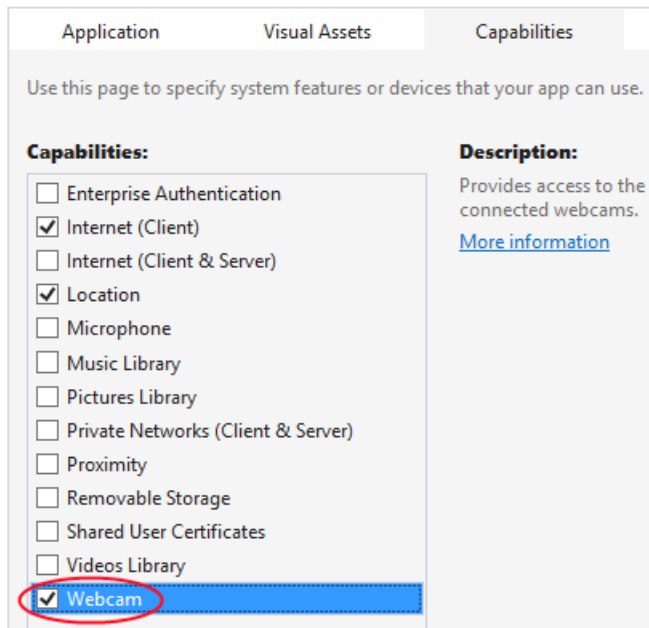 Application Visual Assets Capabilities
Use this page to specify system features or devices that your app can use.
Capabilities:
Enterprise Authentication
Internet (Client)
Internet (Client & Server)
Location
Microphone
Music Library
Pictures Library
Private Networks (Client & Server)
Proximity
Removable Storage
Shared User Certificates
Videos Library
Webcam
Description:
Provides access to the
connected webcams.
More information